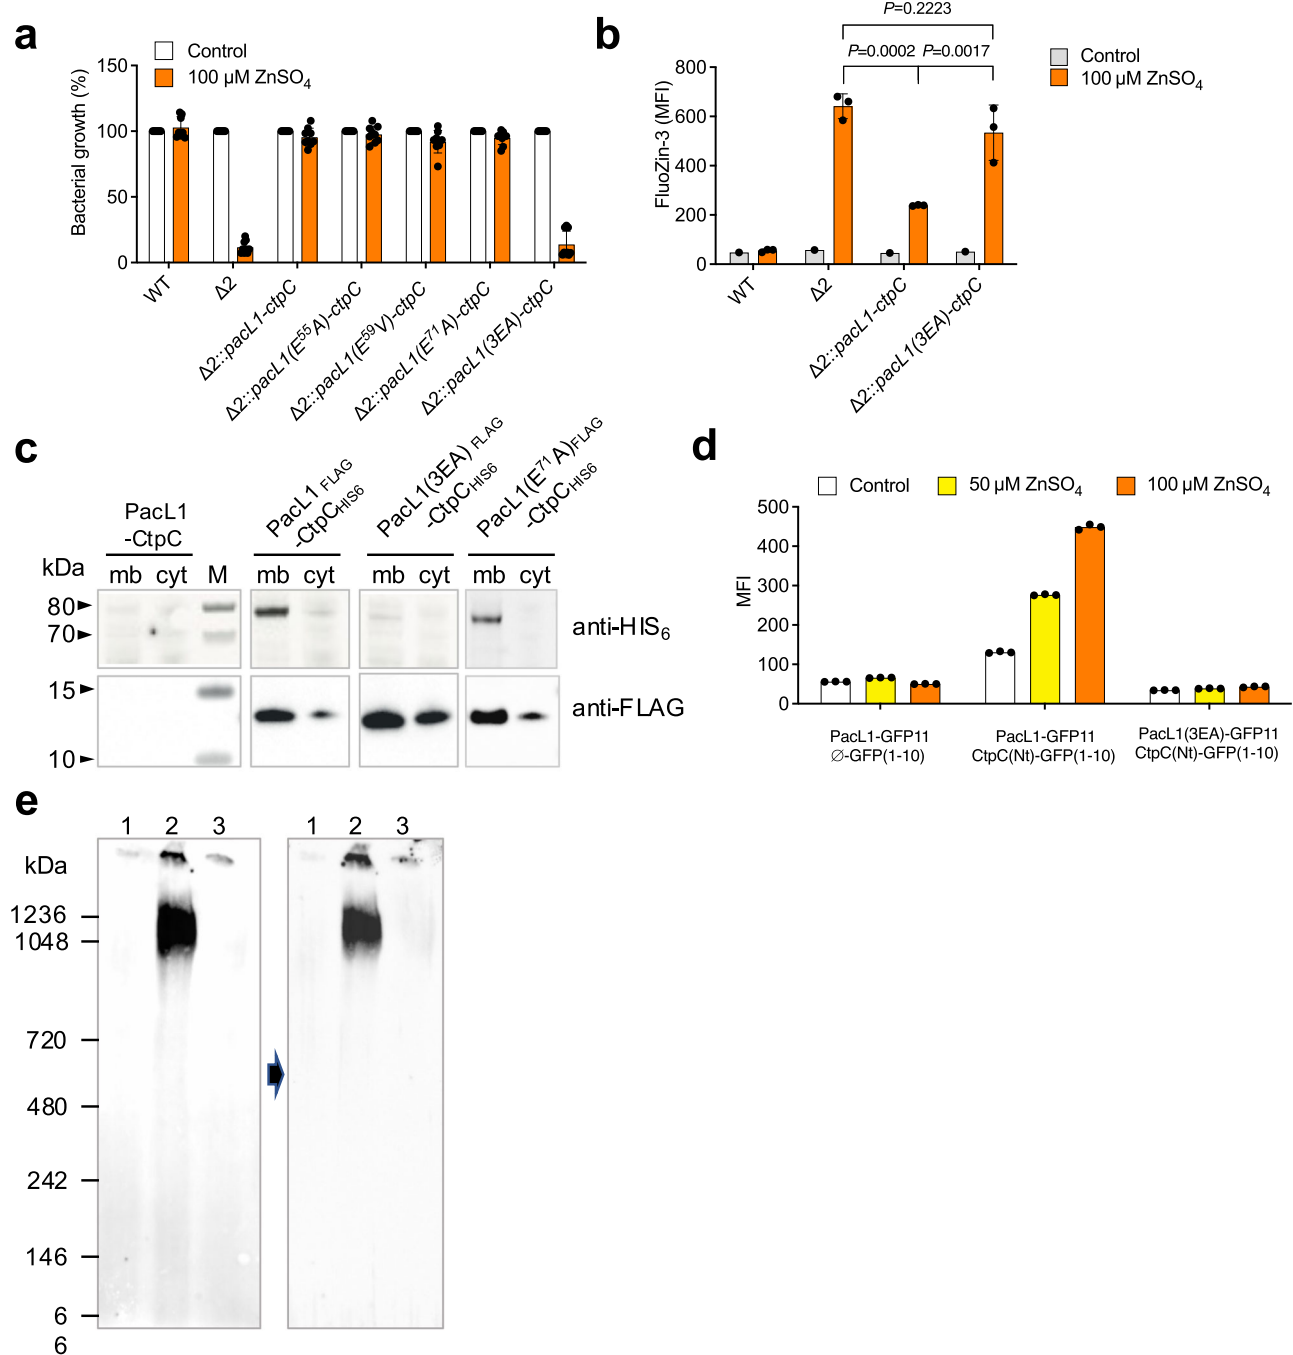 a
Control
100 µM ZnSO4
Bacterial growth (%)
150
100
50
0
WT
Δ2
Δ2::pacL1-ctpC
Δ2::pacL1(E55A)-ctpC
Δ2::pacL1(E59V)-ctpC
Δ2::pacL1(E71A)-ctpC
Δ2::pacL1(3EA)-ctpC
b
P=0.2223
P=0.0002 P=0.0017
Control
100 µM ZnSO4
FluoZin-3 (MFI)
800
600
400
200
0
WT
Δ2
Δ2::pacL1-ctpC
Δ2::pacL1(3EA)-ctpC
c
PacL1
-CtpC
PacL1 FLAG
-CtpCHIS6
PacL1(3EA) FLAG
-CtpCHIS6
PacL1(E71A)FLAG
-CtpCHIS6
kDa
mb cyt M mb cyt mb cyt mb cyt
80
70
anti-HIS6
15
10
anti-FLAG
d
Control 50 µM ZnSO4 100 µM ZnSO4
MFI
500
400
300
200
100
0
PacL1-GFP11
∅-GFP(1-10)
PacL1-GFP11
CtpC(Nt)-GFP(1-10)
PacL1(3EA)-GFP11
CtpC(Nt)-GFP(1-10)
e
1 2 3 1 2 3
kDa
1236
1048
720
480
242
146
6
6